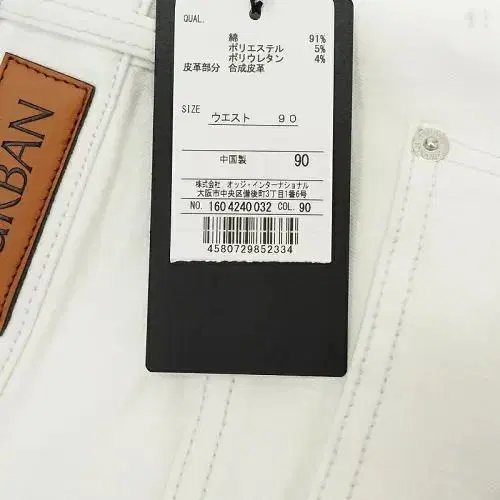 QUAL.
綿 91%
ポリエステル 5%
ポリウレタン 4%
皮革部分 合成皮革
SIZE
ウエスト 90
中国製 90
株式会社 オッジ・インターナショナル
大阪市中央区備後町3丁目1番6号
NO. 160 4240 032 COL. 90
4580729852334
URBAN